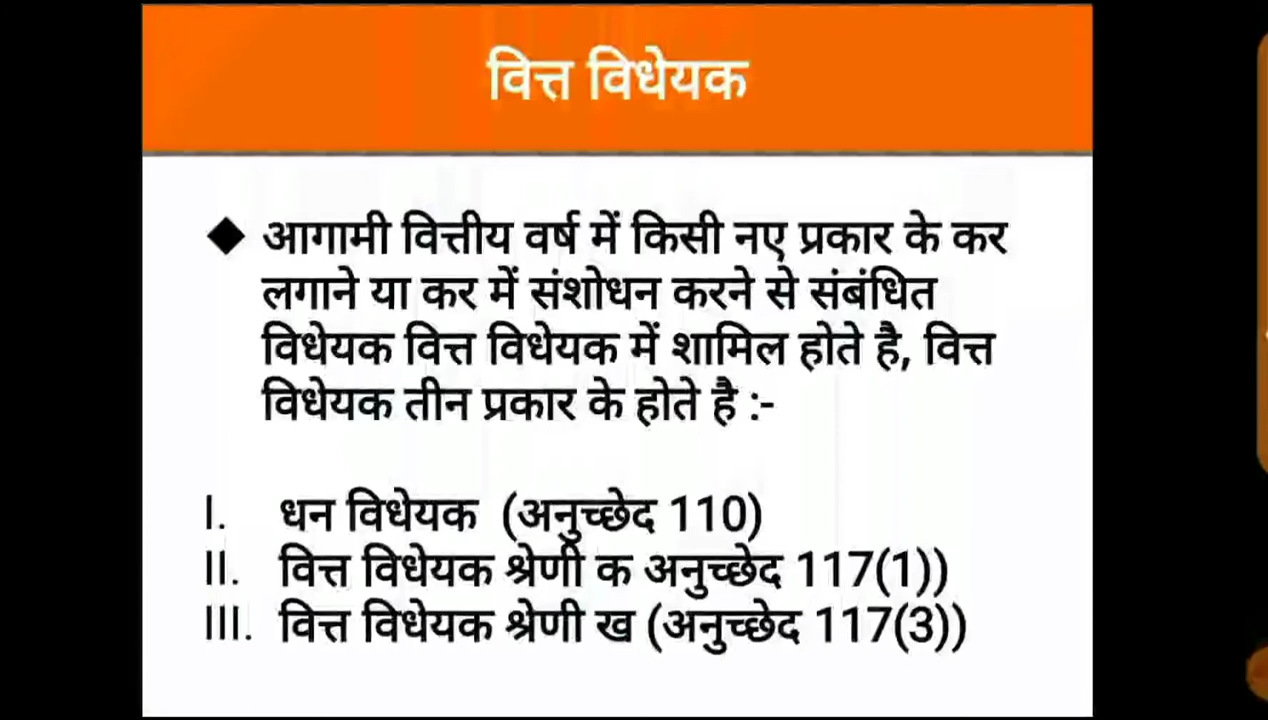 वित्त विधेयक
◆ आगामी वित्तीय वर्ष में किसी नए प्रकार के कर
लगाने या कर में संशोधन करने से संबंधित
विधेयक वित्त विधेयक में शामिल होते है, वित्त
विधेयक तीन प्रकार के होते है :-
I. धन विधेयक (अनुच्छेद 110)
II. वित्त विधेयक श्रेणी क अनुच्छेद 117(1))
III. वित्त विधेयक श्रेणी ख (अनुच्छेद 117(3))